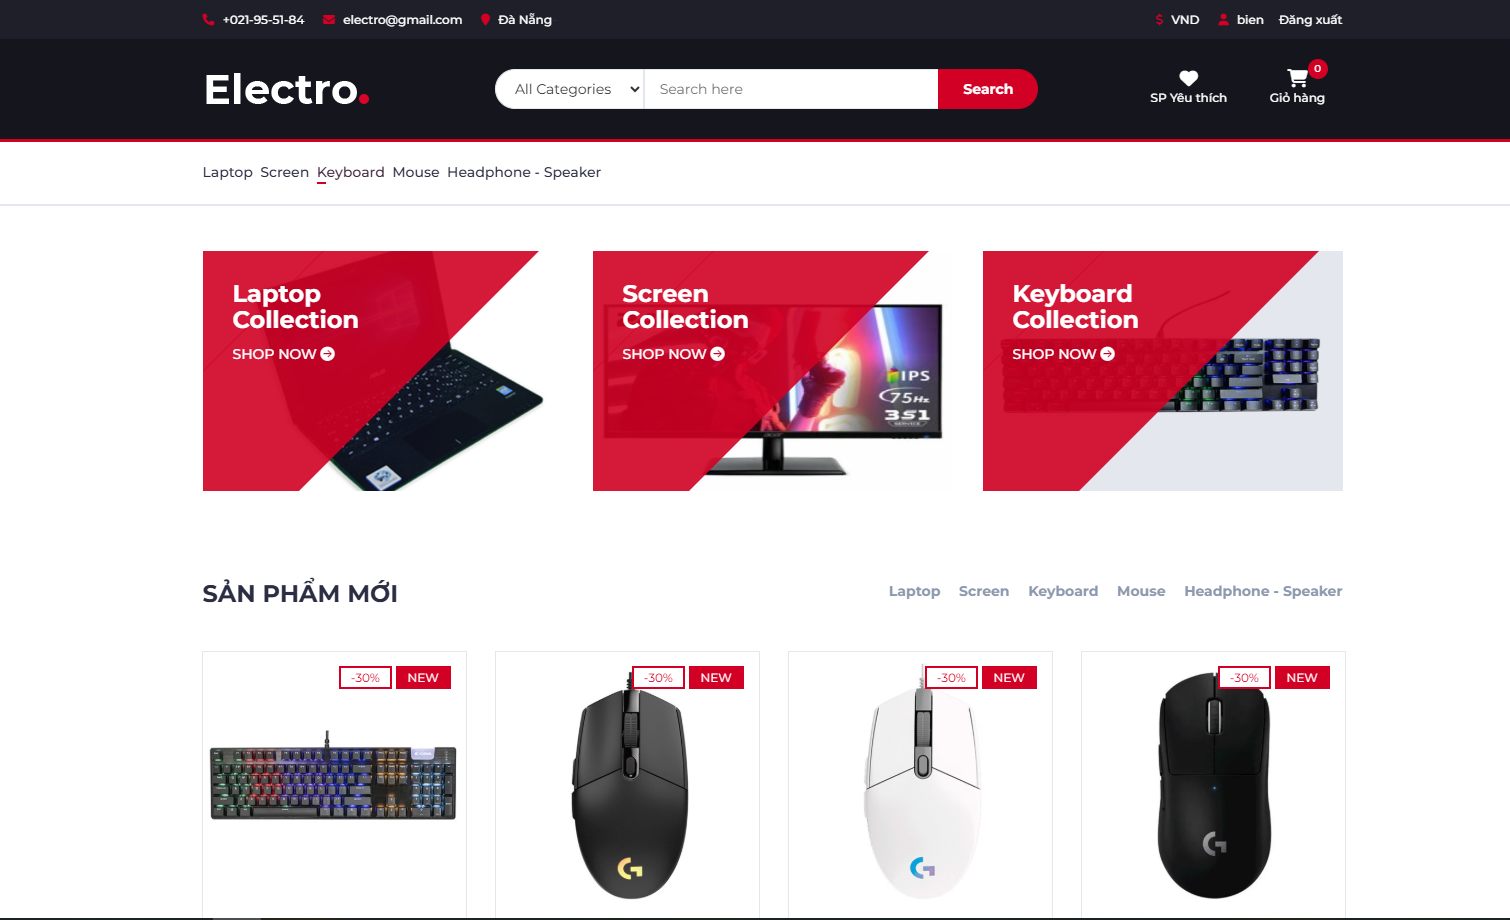 +021-95-51-84 electro@gmail.com Đà Nẵng $ VND bien Đăng xuất
Electro.
All Categories Search here Search
SP Yêu thích
0
Giỏ hàng
Laptop Screen Keyboard Mouse Headphone - Speaker
Laptop
Collection
SHOP NOW
Screen
Collection
SHOP NOW
IPS
75Hz
acer
Keyboard
Collection
SHOP NOW
SẢN PHẨM MỚI
Laptop Screen Keyboard Mouse Headphone - Speaker
-30% NEW
-30% NEW
-30% NEW
-30% NEW